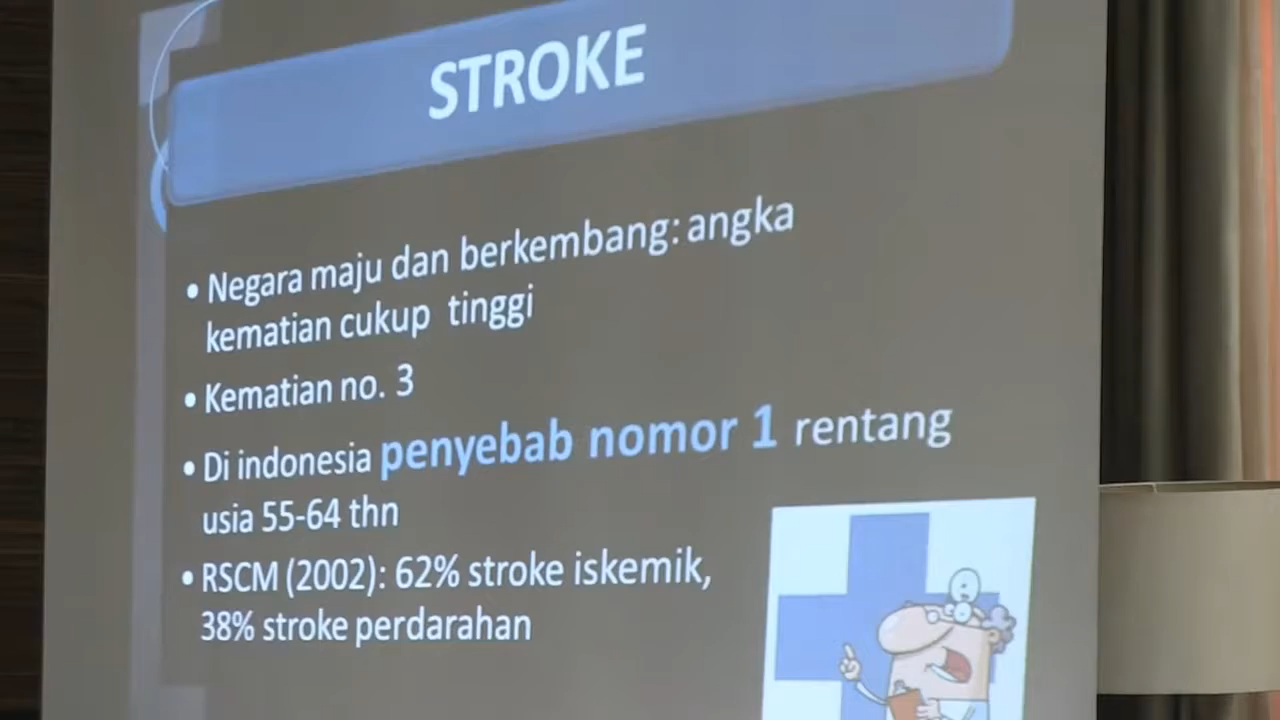 STROKE
• Negara maju dan berkembang: angka
kematian cukup tinggi
• Kematian no. 3
• Di indonesia penyebab nomor 1 rentang
usia 55-64 thn
• RSCM (2002): 62% stroke iskemik,
38% stroke perdarahan